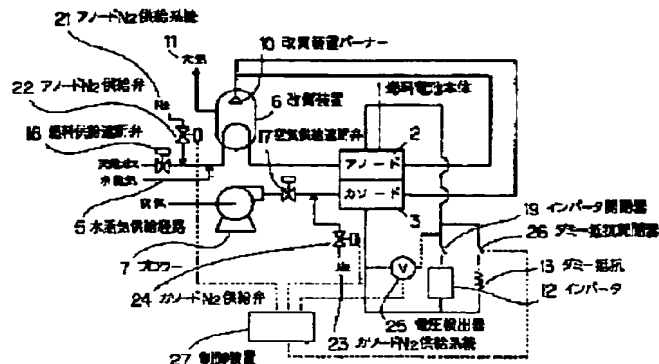 21 アノードN2供給系統
11
大気
10 改質装置バーナー
22 アノードN2供給弁
N2
6 改質装置
燃料電池本体
18 燃料供給遮断弁
17 空気供給遮断弁
2
アノード
天然ガス
水蒸気
カソード
空気
3
5 水蒸気供給経路
19 インバータ開閉器
26 ダミー抵抗開閉器
7 ブロワー
V
13 ダミー抵抗
N2
12 インバータ
24 カソードN2供給弁
25 電圧検出器
23 カソードN2供給系統
27 制御装置